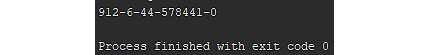 912-6-44-578441-0
Process finished with exit code 0